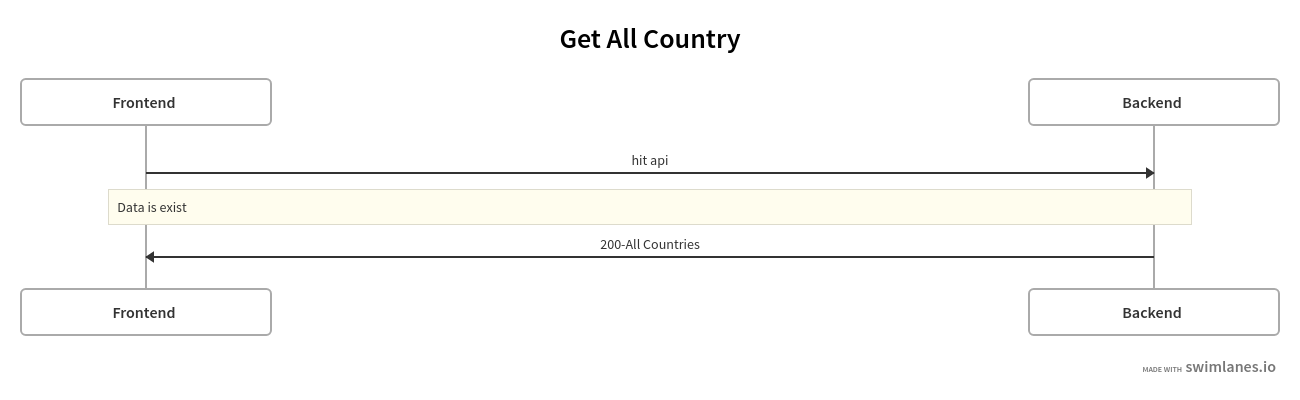 Get All Country
Frontend
Backend
hit api
Data is exist
200-All Countries
Frontend
Backend
MADE WITH swimlanes.io